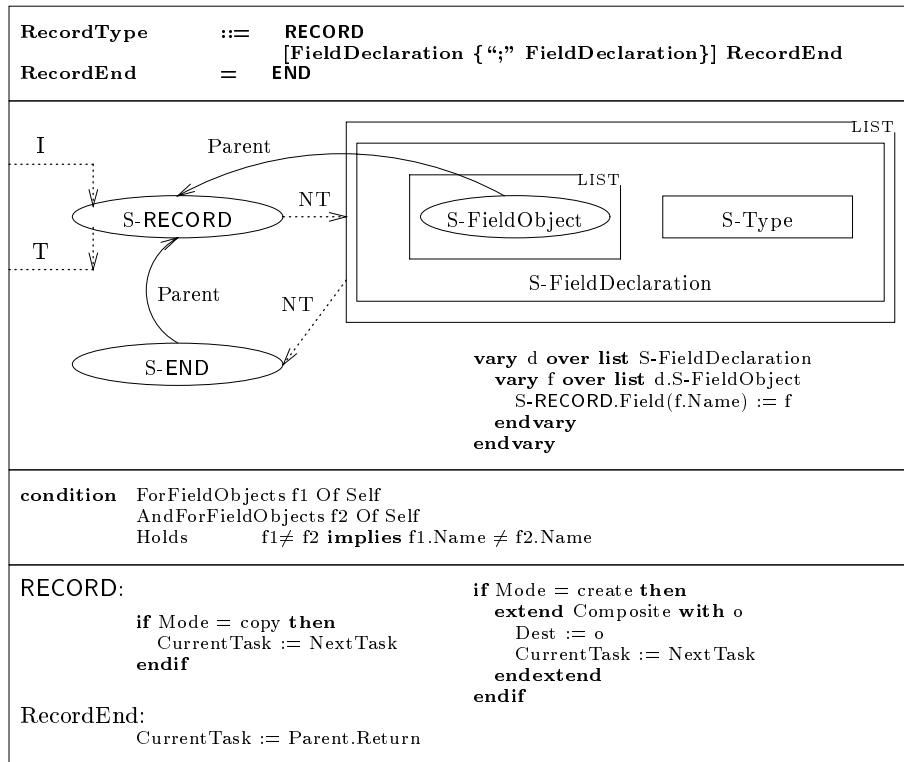 RecordType ::= RECORD
[FieldDeclaration {“;” FieldDeclaration}] RecordEnd
RecordEnd = END
LIST
I
Parent
LIST
NT
S-RECORD
S-FieldObject
S-Type
T
Parent
NT
S-FieldDeclaration
S-END
vary d over list S-FieldDeclaration
vary f over list d.S-FieldObject
S-RECORD.Field(f.Name) := f
endvary
endvary
condition ForFieldObjects f1 Of Self
AndForFieldObjects f2 Of Self
Holds f1≠ f2 implies f1.Name ≠ f2.Name
RECORD:
if Mode = copy then
CurrentTask := NextTask
endif
if Mode = create then
extend Composite with o
Dest := o
CurrentTask := NextTask
endextend
endif
RecordEnd:
CurrentTask := Parent.Return